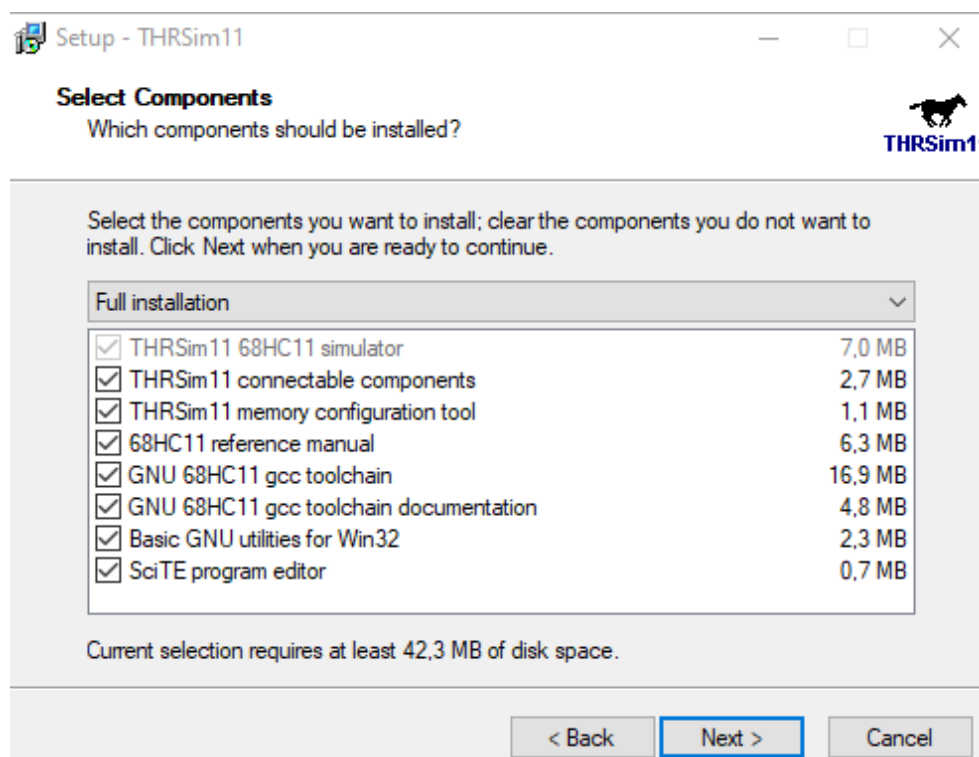 Setup - THRSim11
Select Components
Which components should be installed?
THRSim1
Select the components you want to install; clear the components you do not want to
install. Click Next when you are ready to continue.
Full installation
THRSim11 68HC11 simulator 7,0 MB
THRSim11 connectable components 2,7 MB
THRSim11 memory configuration tool 1,1 MB
68HC11 reference manual 6,3 MB
GNU 68HC11 gcc toolchain 16,9 MB
GNU 68HC11 gcc toolchain documentation 4,8 MB
Basic GNU utilities for Win32 2,3 MB
SciTE program editor 0,7 MB
Current selection requires at least 42,3 MB of disk space.
< Back Next > Cancel